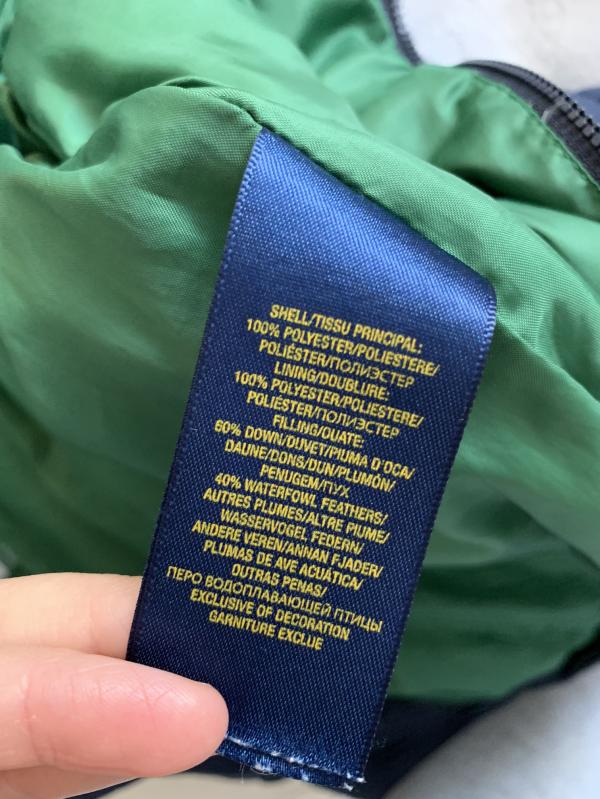 SHELL/TISSU PRINCIPAL:
100% POLYESTER/POLIESTERE/
POLIÉSTER/ПОЛИЭСТЕР
LINING/DOUBLURE:
100% POLYESTER/POLIESTERE/
POLIÉSTER/ПОЛИЭСТЕР
FILLING/OUATE:
60% DOWN/DUVET/PIUMA D'OCA/
DAUNE/DONS/DUN/PLUMÓN/
PENUGEM/ПУХ
40% WATERFOWL FEATHERS/
AUTRES PLUMES/ALTRE PIUME/
WASSERVOGEL FEDERN/
ANDERE VEREN/ANNAN FJADER/
PLUMAS DE AVE ACUÁTICA/
OUTRAS PENAS/
ПЕРО ВОДОПЛАВАЮЩЕЙ ПТИЦЫ
EXCLUSIVE OF DECORATION
GARNITURE EXCLUE